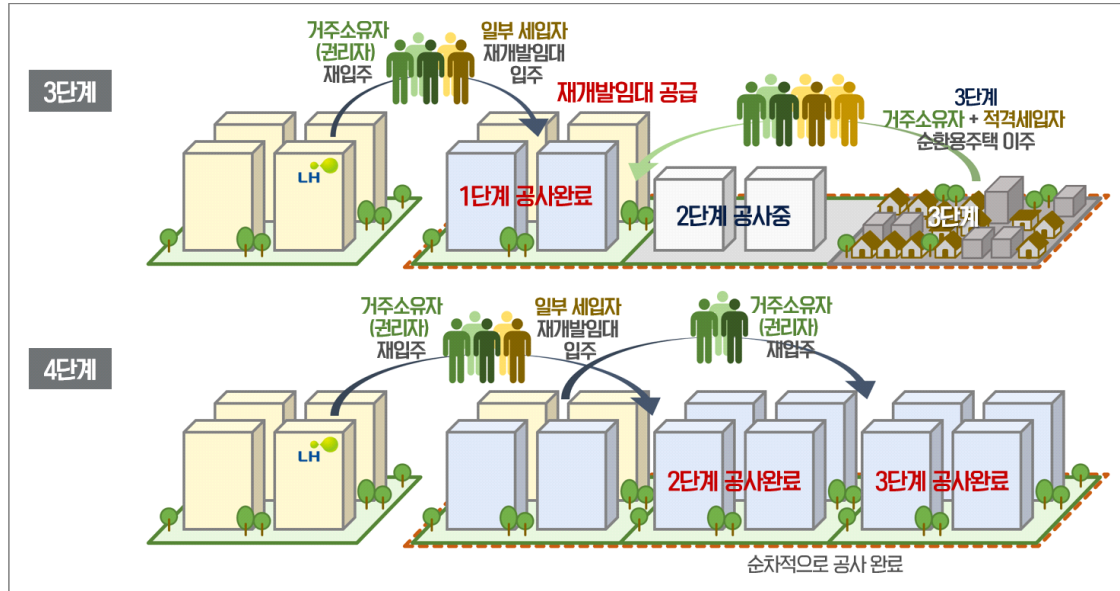 3단계
거주소유자
(권리자)
재입주
일부 세입자
재개발임대
입주
재개발임대 공급
3단계
거주소유자 + 적격세입자
순환용주택 이주
LH
1단계 공사완료
2단계 공사중
3단계
4단계
거주소유자
(권리자)
재입주
일부 세입자
재개발임대
입주
거주소유자
(권리자)
재입주
LH
2단계 공사완료
3단계 공사완료
순차적으로 공사 완료